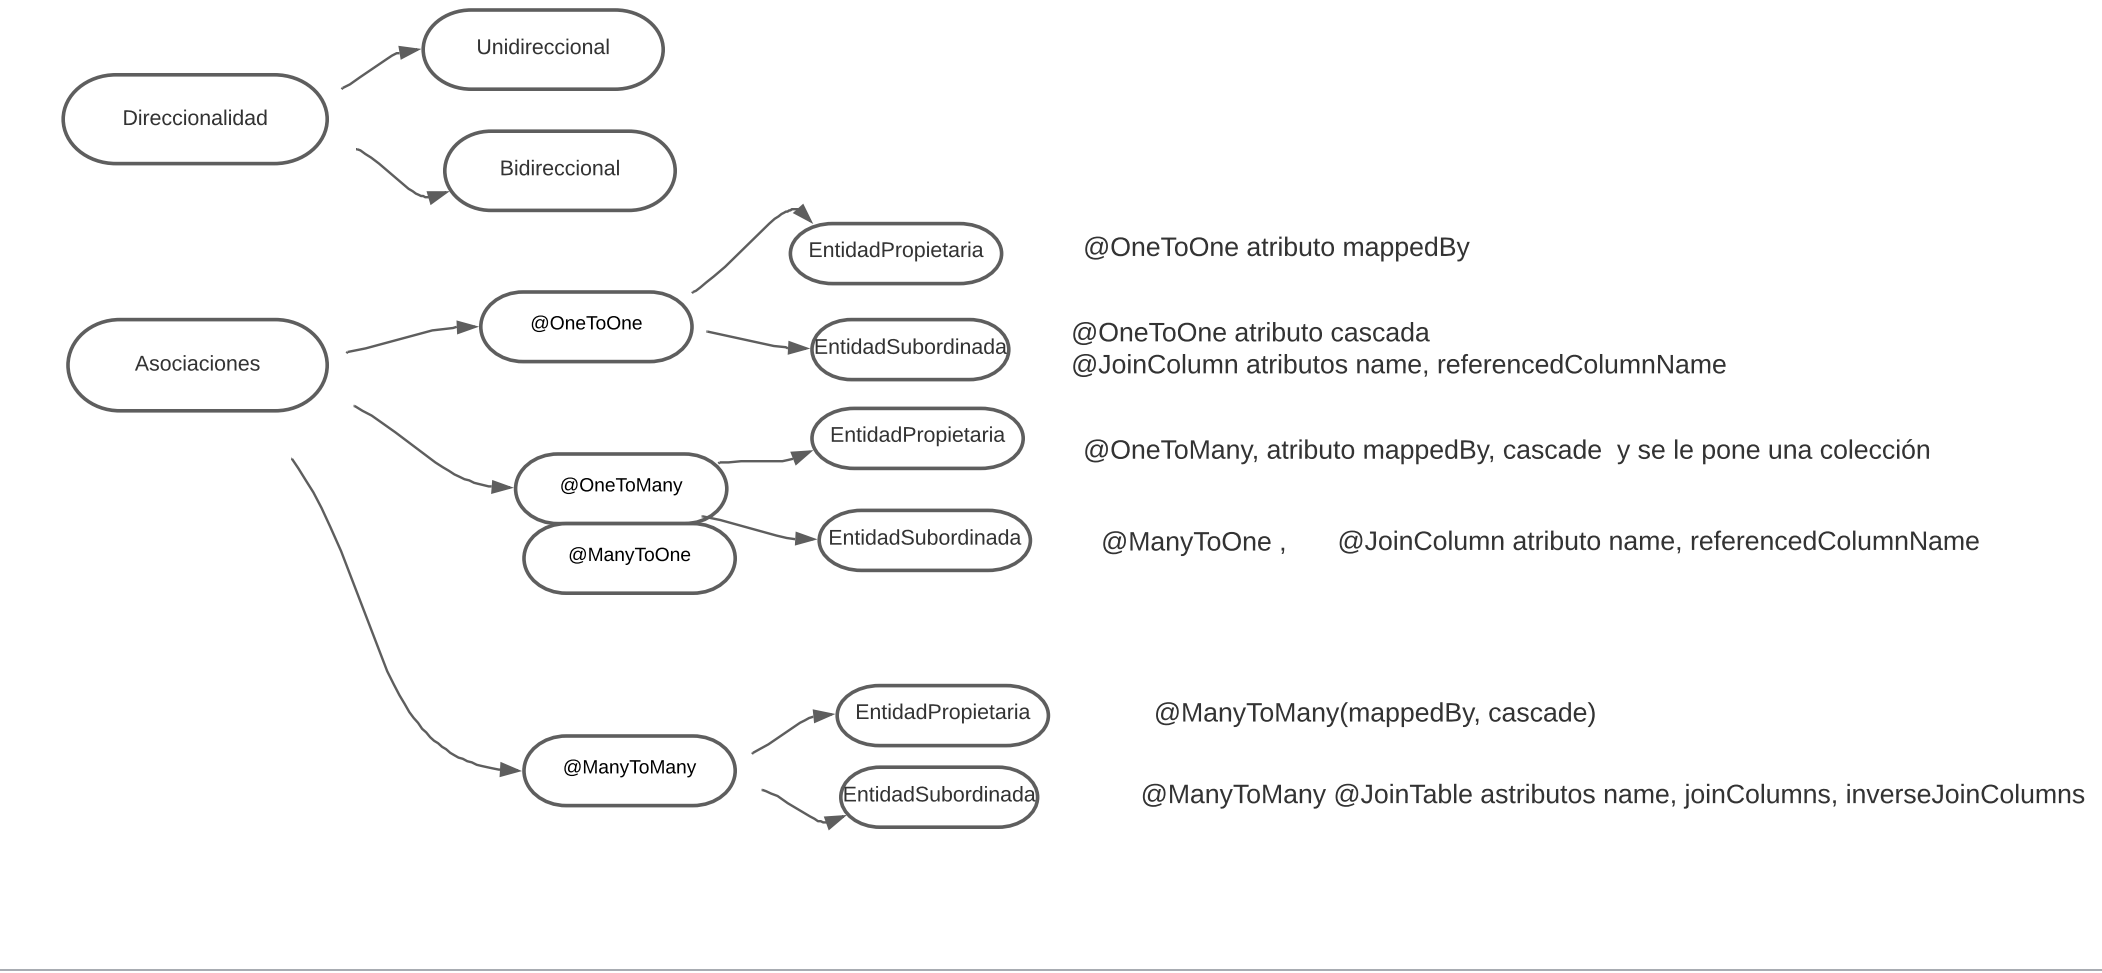 Unidireccional
Direccionalidad
Bidireccional
EntidadPropietaria
@OneToOne atributo mappedBy
@OneToOne
Asociaciones
EntidadSubordinada
@OneToOne atributo cascada
@JoinColumn atributos name, referencedColumnName
EntidadPropietaria
@OneToMany, atributo mappedBy, cascade y se le pone una colección
@OneToMany
@ManyToOne
EntidadSubordinada
@ManyToOne , @JoinColumn atributo name, referencedColumnName
EntidadPropietaria
@ManyToMany(mappedBy, cascade)
@ManyToMany
EntidadSubordinada
@ManyToMany @JoinTable astributos name, joinColumns, inverseJoinColumns